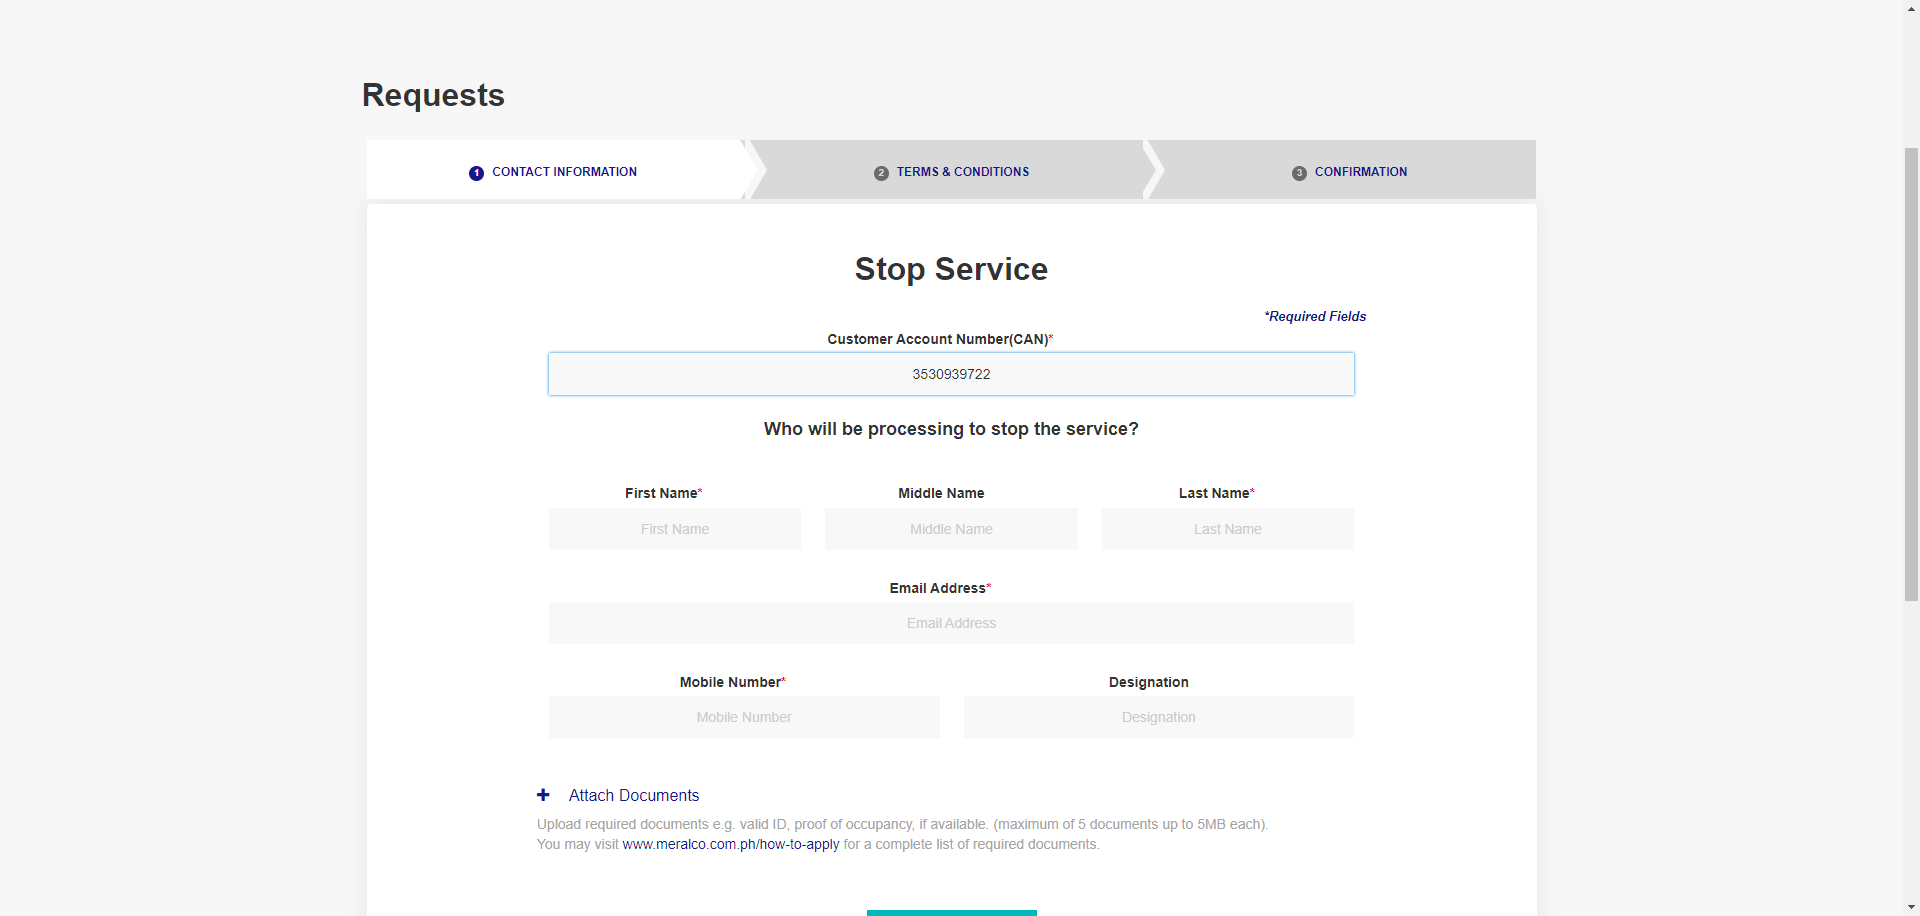 Requests
1 CONTACT INFORMATION
2 TERMS & CONDITIONS
3 CONFIRMATION
Stop Service
*Required Fields
Customer Account Number(CAN)*
3530939722
Who will be processing to stop the service?
First Name* Middle Name Last Name*
First Name Middle Name Last Name
Email Address*
Email Address
Mobile Number* Designation
Mobile Number Designation
+ Attach Documents
Upload required documents e.g. valid ID, proof of occupancy, if available. (maximum of 5 documents up to 5MB each).
You may visit www.meralco.com.ph/how-to-apply for a complete list of required documents.